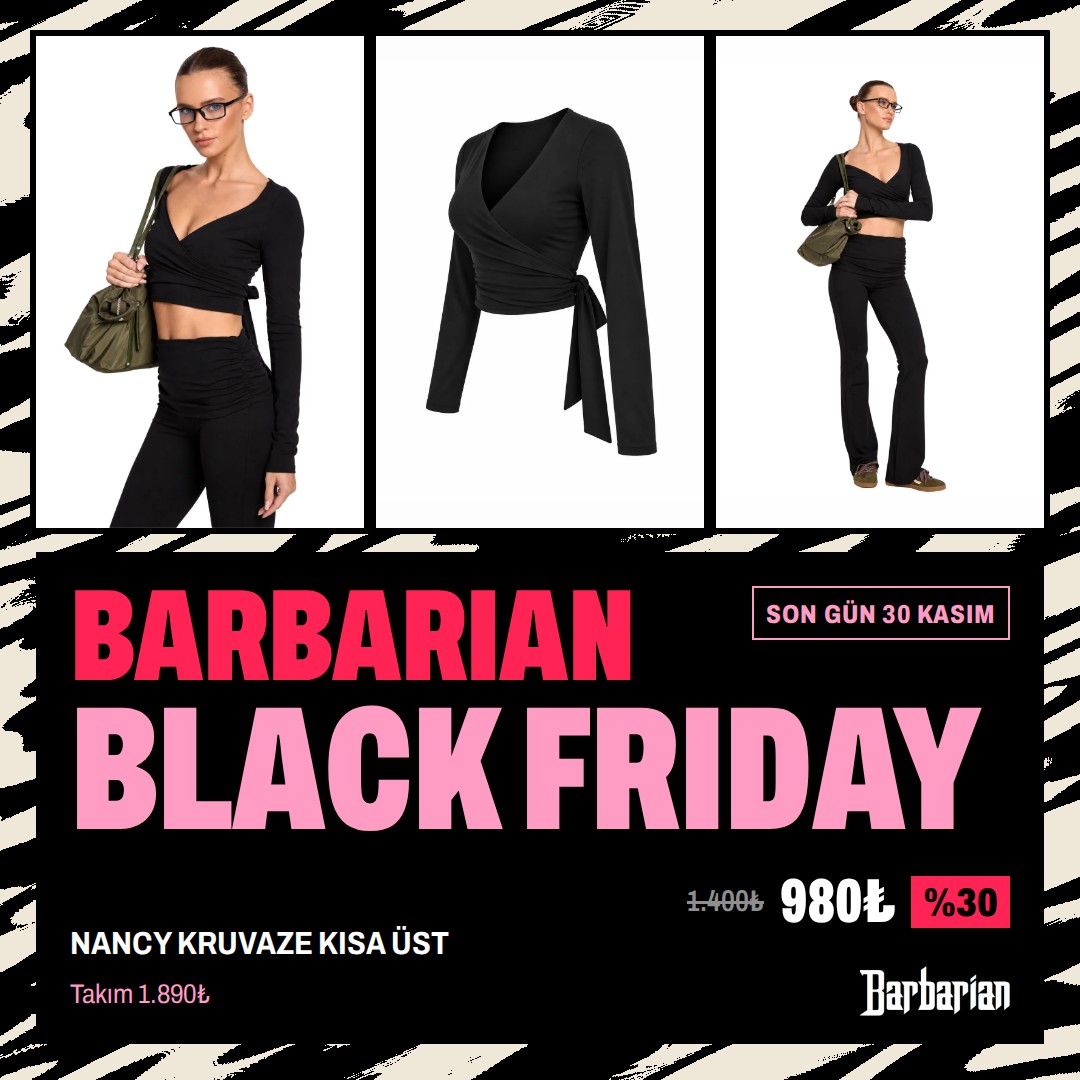 BARBARIAN
SON GÜN 30 KASIM
BLACK FRIDAY
1.400₺ 980₺ %30
NANCY KRUVAZE KISA ÜST
Takım 1.890₺
Barbarian